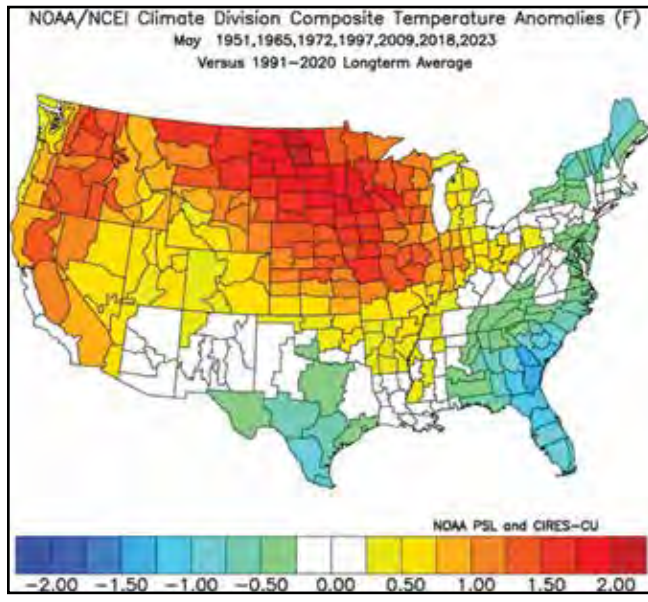 NOAA/NCEI Climate Division Composite Temperature Anomalies (F)
May 1951,1965,1972,1997,2009,2018,2023
Versus 1991-2020 Longterm Average
NOAA PSL and CIRES-CU
-2.00 -1.50 -1.00 -0.50 0.00 0.50 1.00 1.50 2.00